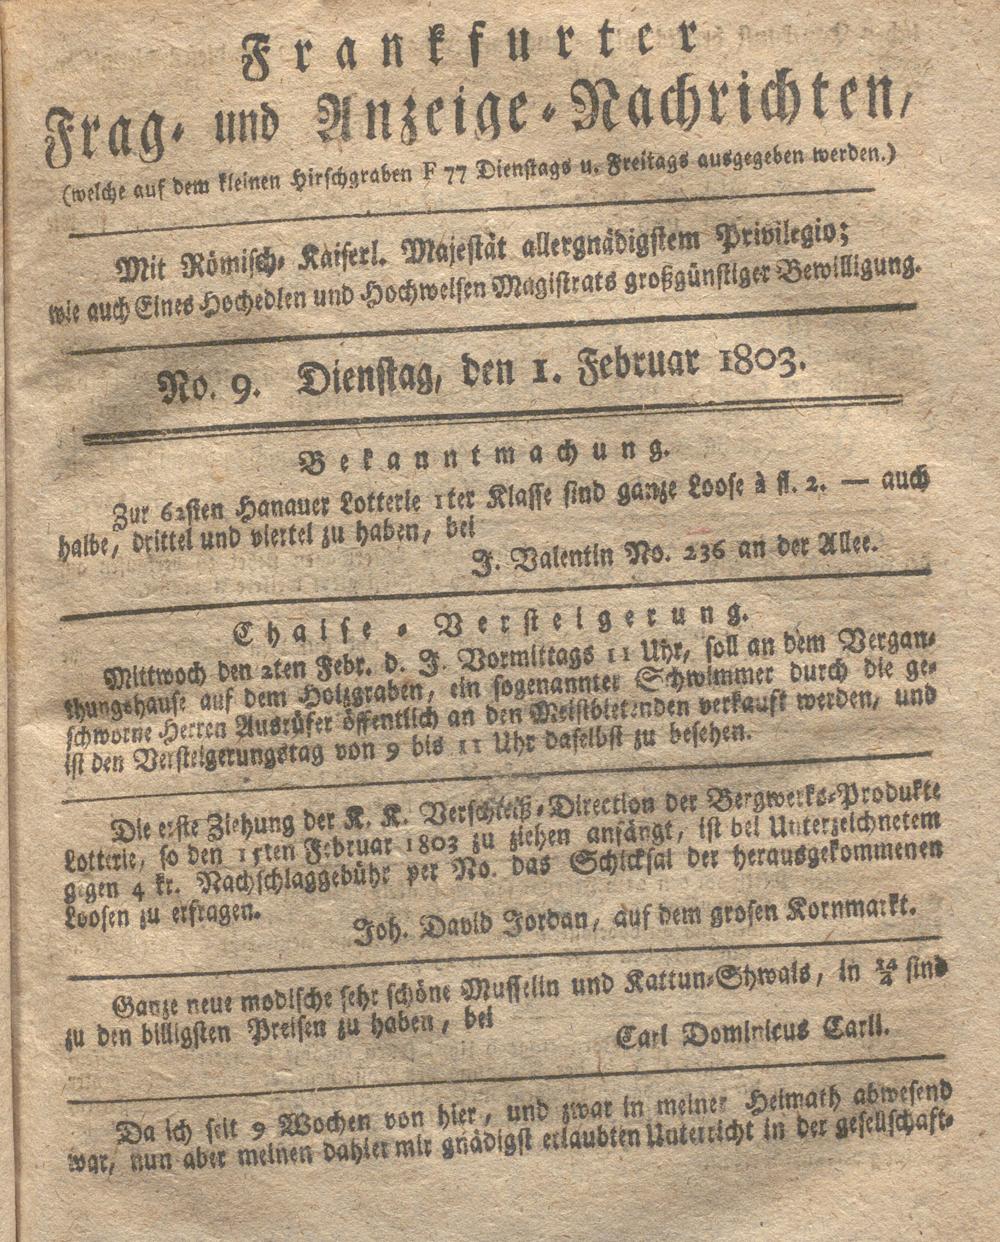 Frankfurter
Frag- und Anzeige-Nachrichten,
(welche auf dem kleinen Hirschgraben F 77 Dienstags u. Freitags ausgegeben werden.)
Mit Römisch- Kaiserl. Majestät allergnädigstem Privilegio;
wie auch Eines Hochedlen und Hochweisen Magistrats großgünstiger Bewilligung.
No. 9. Dienstag, den 1. Februar 1803.
Bekanntmachung.
Zur 62sten Hanauer Lotterie 1ter Klasse sind ganze Loose à fl. 2. — auch
halbe, drittel und viertel zu haben, bei
J. Valentin No. 236 an der Allee.
Chaise-Versteigerung.
Mittwoch den 2ten Febr. d. J. Vormittags 11 Uhr, soll an dem Vergan-
thungshause auf dem Holzgraben, ein sogenannter Schwimmer durch die ge-
schworne Herren Ausrüfer öffentlich an den Meistbietenden verkauft werden, und
ist den Versteigerungstag von 9 bis 11 Uhr daselbst zu besehen.
Die erste Ziehung der K. K. Verschleiß-Direction der Bergwerks-Produkte
Lotterie, so den 15ten Februar 1803 zu ziehen anfängt, ist bei Unterzeichnetem
gegen 4 kr. Nachschlaggebühr per No. das Schicksal der herausgekommenen
Loosen zu erfragen.
Joh. David Jordan, auf dem grosen Kornmarkt.
Ganze neue modische sehr schöne Musselin und Kattun-Shwals, in 14/4 sind
zu den billigsten Preisen zu haben, bei
Carl Dominicus Carli.
Da ich seit 9 Wochen von hier, und zwar in meiner Heimath abwesend
war, nun aber meinen dahier mir gnädigst erlaubten Unterricht in der gesellschaft-